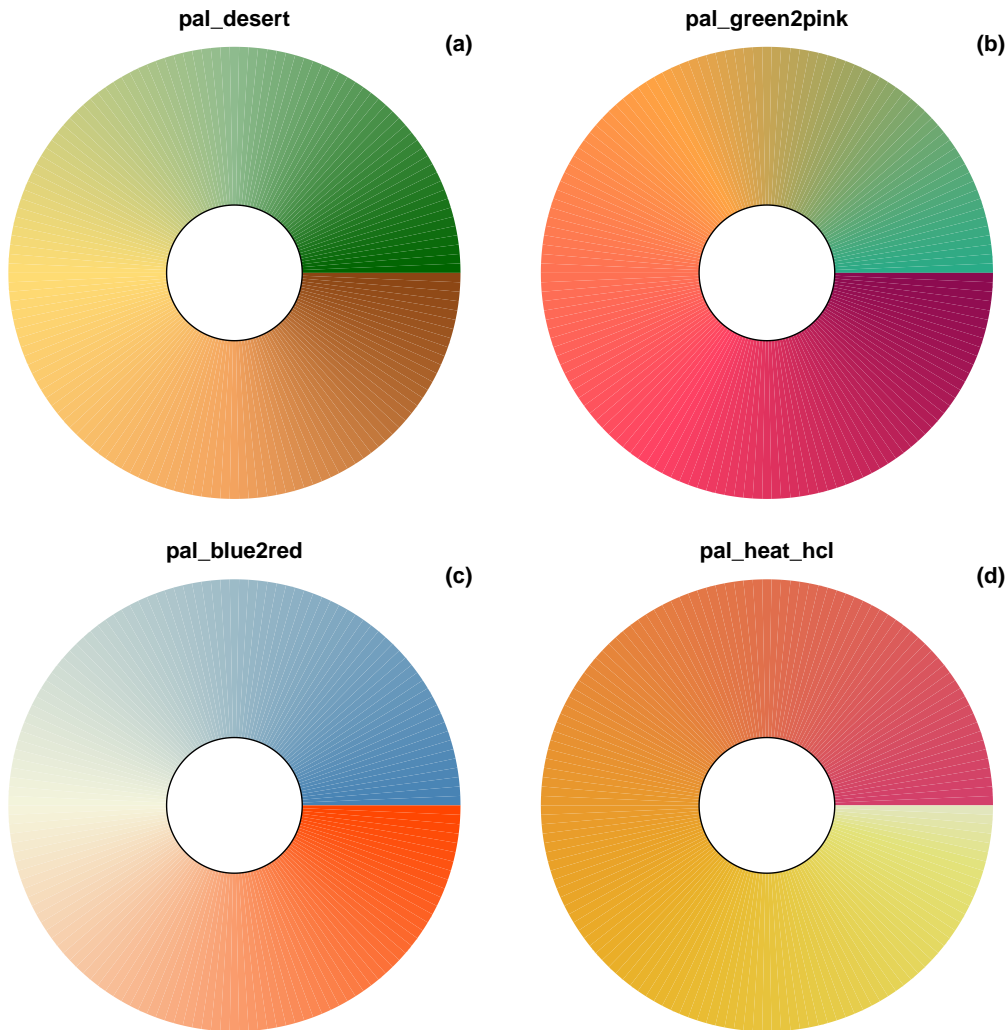 pal_desert
(a)
pal_green2pink
(b)
pal_blue2red
(c)
pal_heat_hcl
(d)